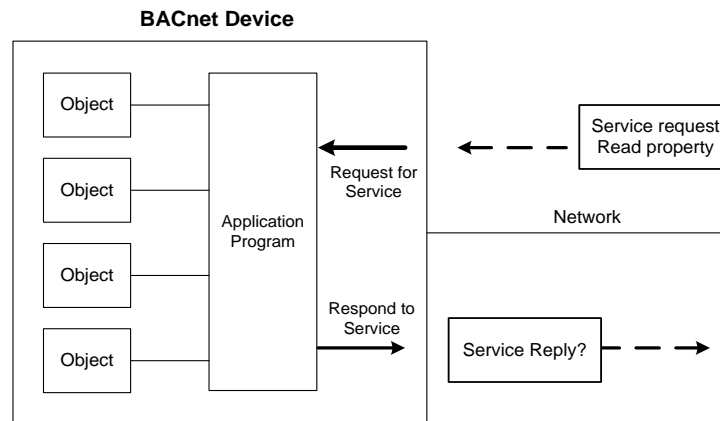 BACnet Device
Object
Object
Object
Object
Application
Program
Request for
Service
Respond to
Service
Service request
Read property
Network
Service Reply?